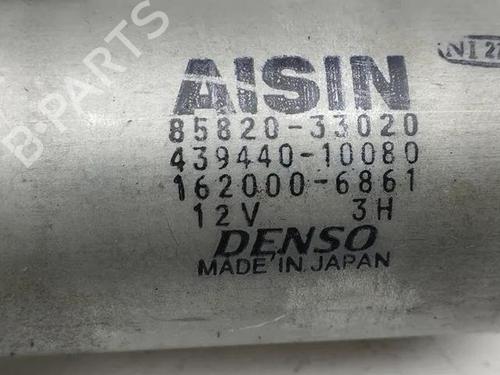 B-PARTS
AISIN
85820-33020
439440-10080
162000-6861
12V 3H
DENSO
MADE IN JAPAN